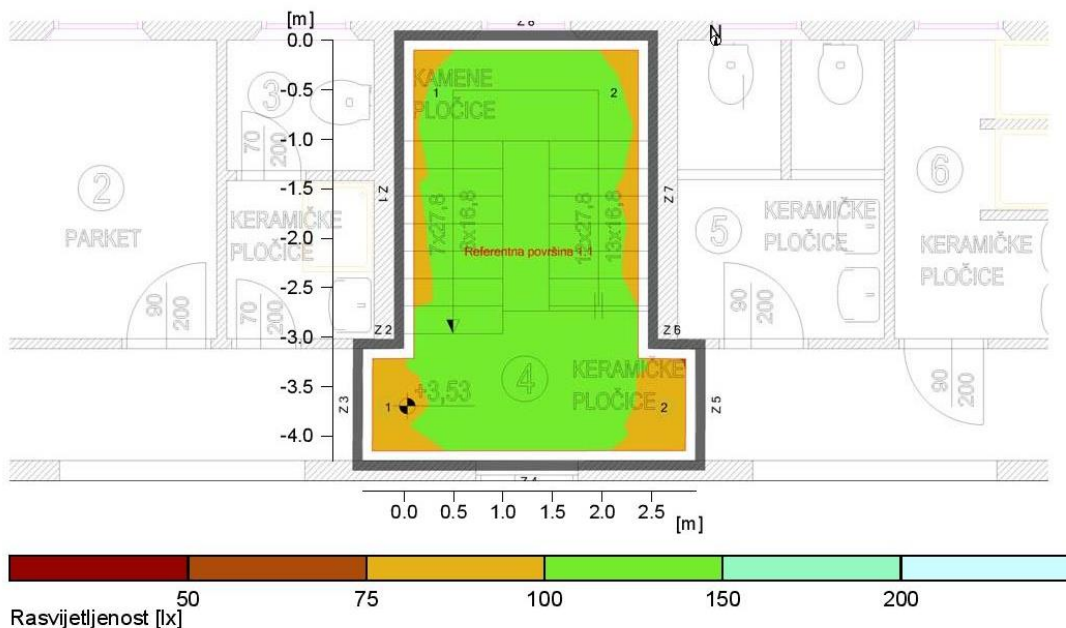 [m]
0.0
-0.5
-1.0
-1.5
-2.0
-2.5
-3.0
-3.5
-4.0
Z 8
N
KAMENE
PLOČICE
1
2
3
70
200
2
PARKET
KERAMIČKE
PLOČICE
Z 1
7x27,8
8x16,8
12x27,8
13x16,8
Z 7
Referentna površina 1.1
5
KERAMIČKE
PLOČICE
6
KERAMIČKE
PLOČICE
90
200
70
200
Z 2
Z 6
90
200
4
KERAMIČKE
PLOČICE
+3,53
1
2
Z 3
Z 5
90
200
Z 4
0.0 0.5 1.0 1.5 2.0 2.5
[m]
50 75 100 150 200
Rasvijetljenost [lx]